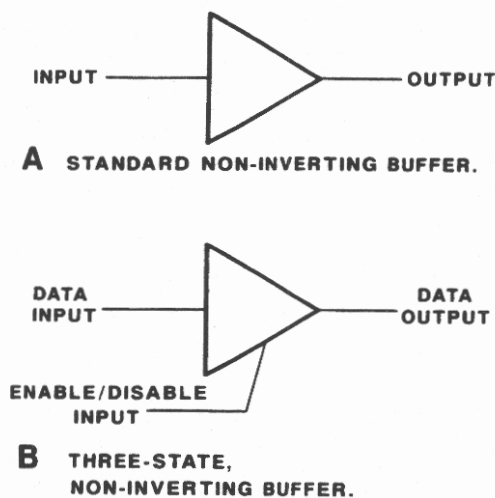 INPUT
OUTPUT
A STANDARD NON-INVERTING BUFFER.
DATA
INPUT
DATA
OUTPUT
ENABLE/DISABLE
INPUT
B THREE-STATE,
NON-INVERTING BUFFER.